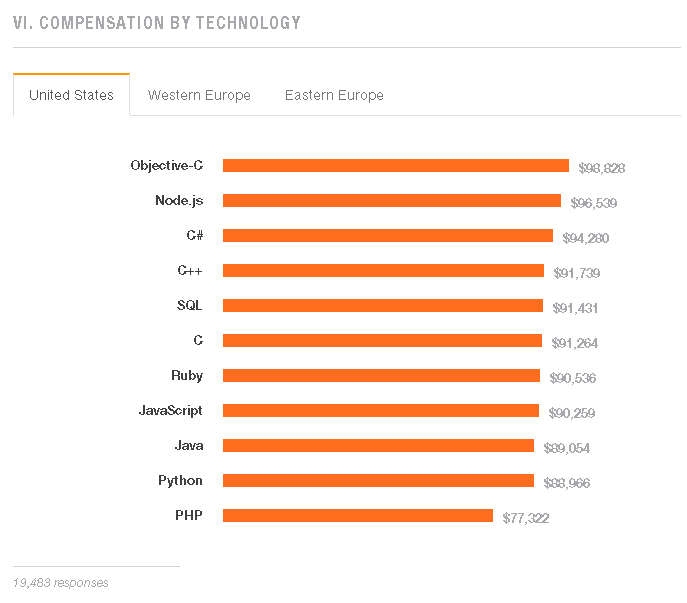 VI. COMPENSATION BY TECHNOLOGY
United States Western Europe Eastern Europe
Objective-C $98,828
Node.js $96,539
C# $94,280
C++ $91,739
SQL $91,431
C $91,264
Ruby $90,536
JavaScript $90,259
Java $89,054
Python $88,966
PHP $77,322
19,483 responses